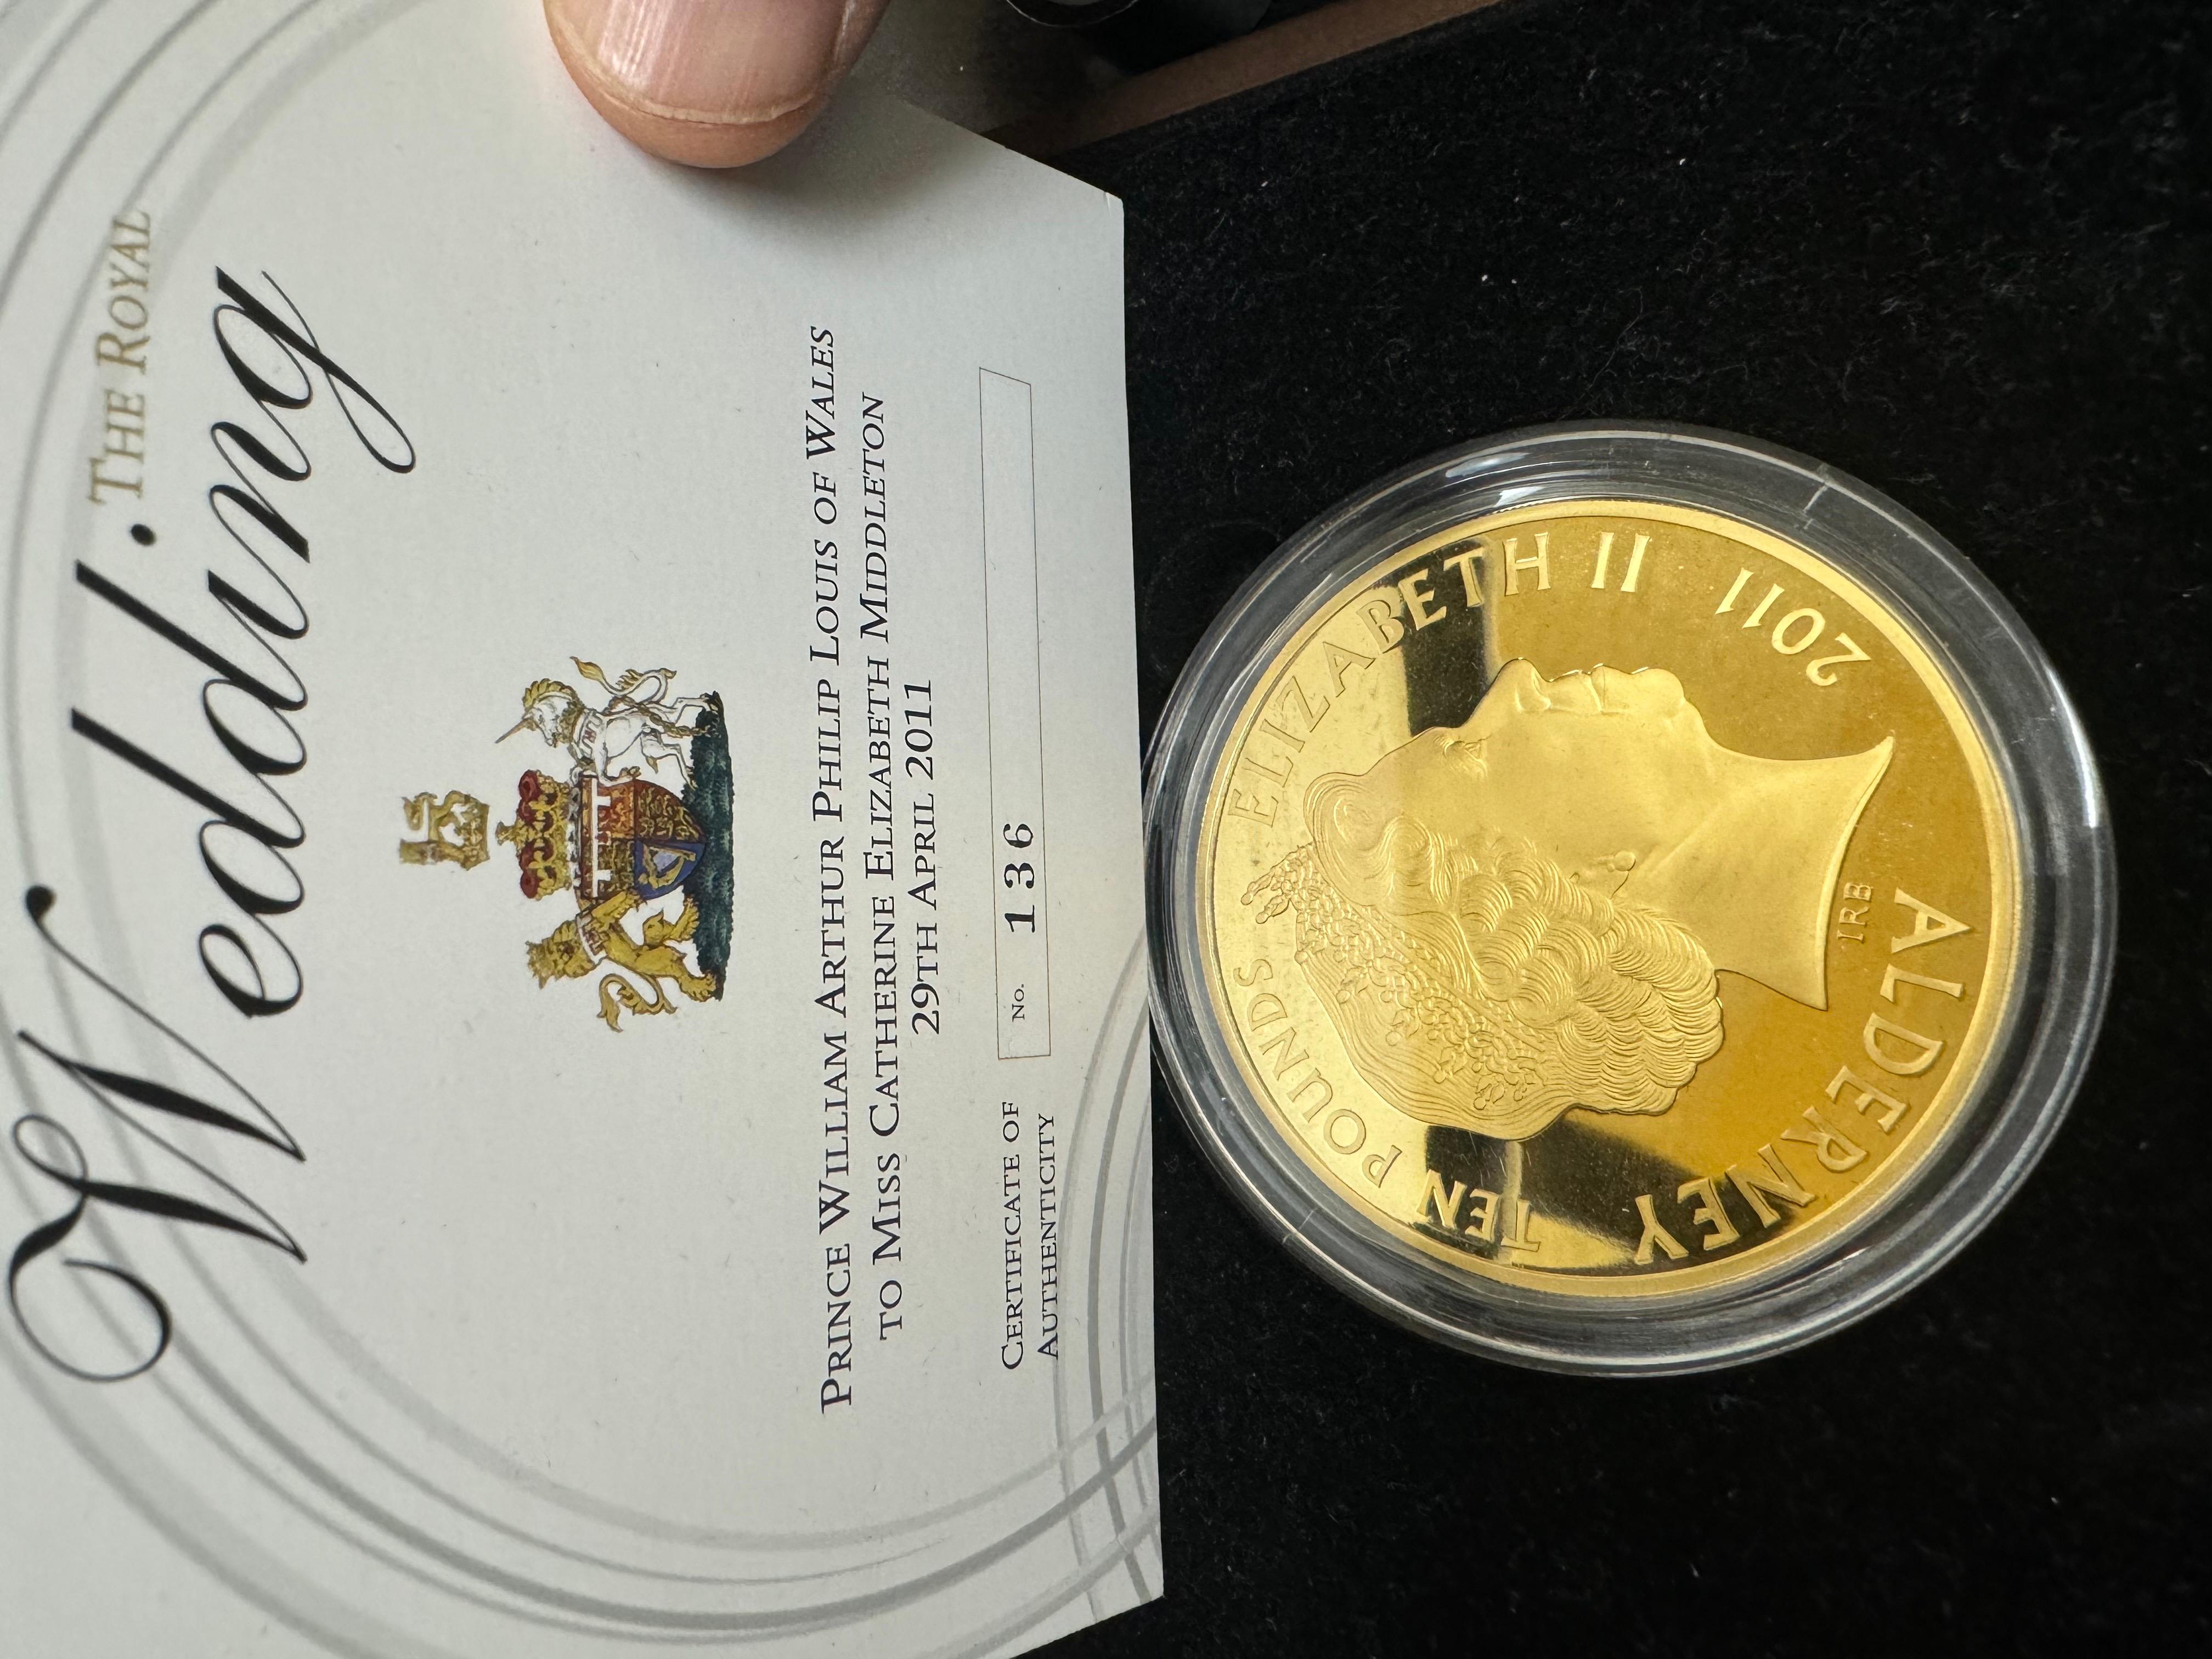 THE ROYAL
Wedding
PRINCE WILLIAM ARTHUR PHILIP LOUIS OF WALES
TO MISS CATHERINE ELIZABETH MIDDLETON
29TH APRIL 2011
CERTIFICATE OF
AUTHENTICITY
No. 136
TEN POUNDS ELIZABETH II 2011
ALDERNEY
IRB